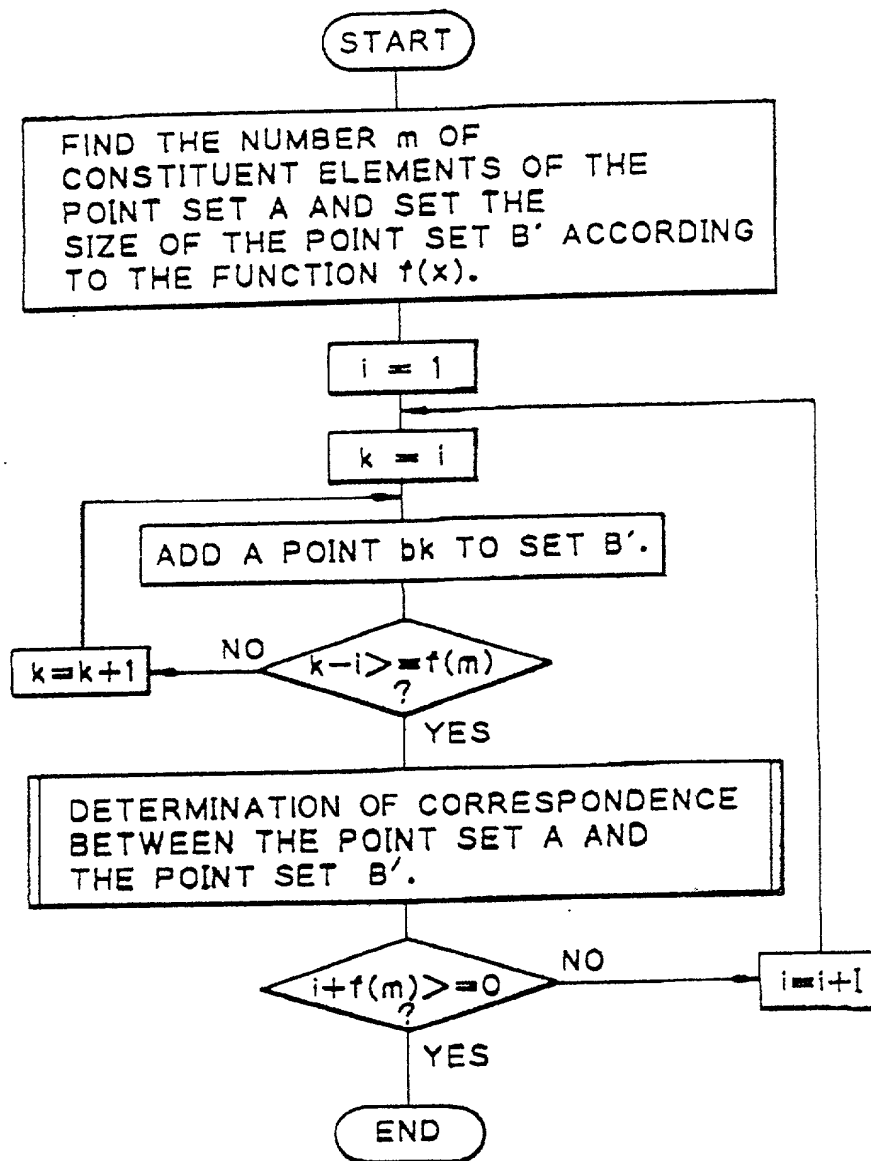 START
FIND THE NUMBER m OF
CONSTITUENT ELEMENTS OF THE
POINT SET A AND SET THE
SIZE OF THE POINT SET B′ ACCORDING
TO THE FUNCTION f(x).
i = 1
k = i
ADD A POINT bk TO SET B′.
k-i>=f(m)
?
NO
k=k+1
YES
DETERMINATION OF CORRESPONDENCE
BETWEEN THE POINT SET A AND
THE POINT SET B′.
i+f(m)>=0
?
NO
i=i+I
YES
END